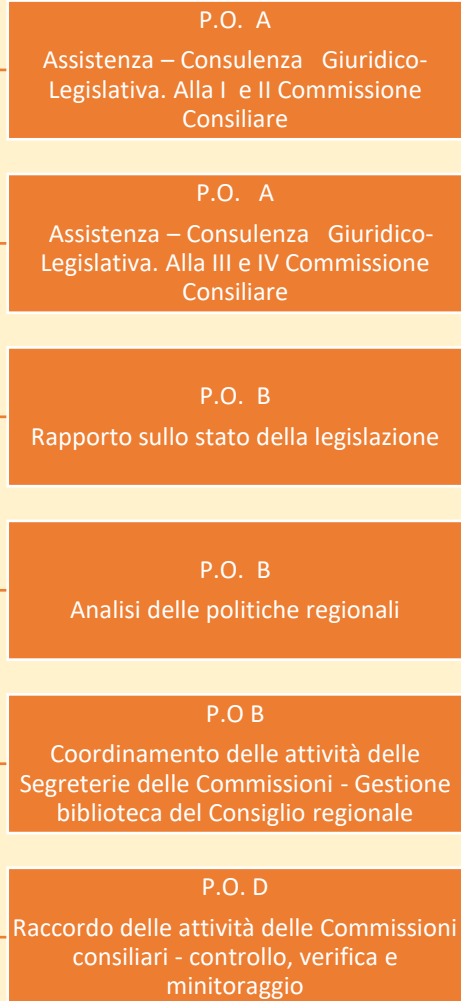 P.O. A
Assistenza – Consulenza Giuridico-
Legislativa. Alla I e II Commissione
Consiliare
P.O. A
Assistenza – Consulenza Giuridico-
Legislativa. Alla III e IV Commissione
Consiliare
P.O. B
Rapporto sullo stato della legislazione
P.O. B
Analisi delle politiche regionali
P.O B
Coordinamento delle attività delle
Segreterie delle Commissioni - Gestione
biblioteca del Consiglio regionale
P.O. D
Raccordo delle attività delle Commissioni
consiliari - controllo, verifica e
minitoraggio